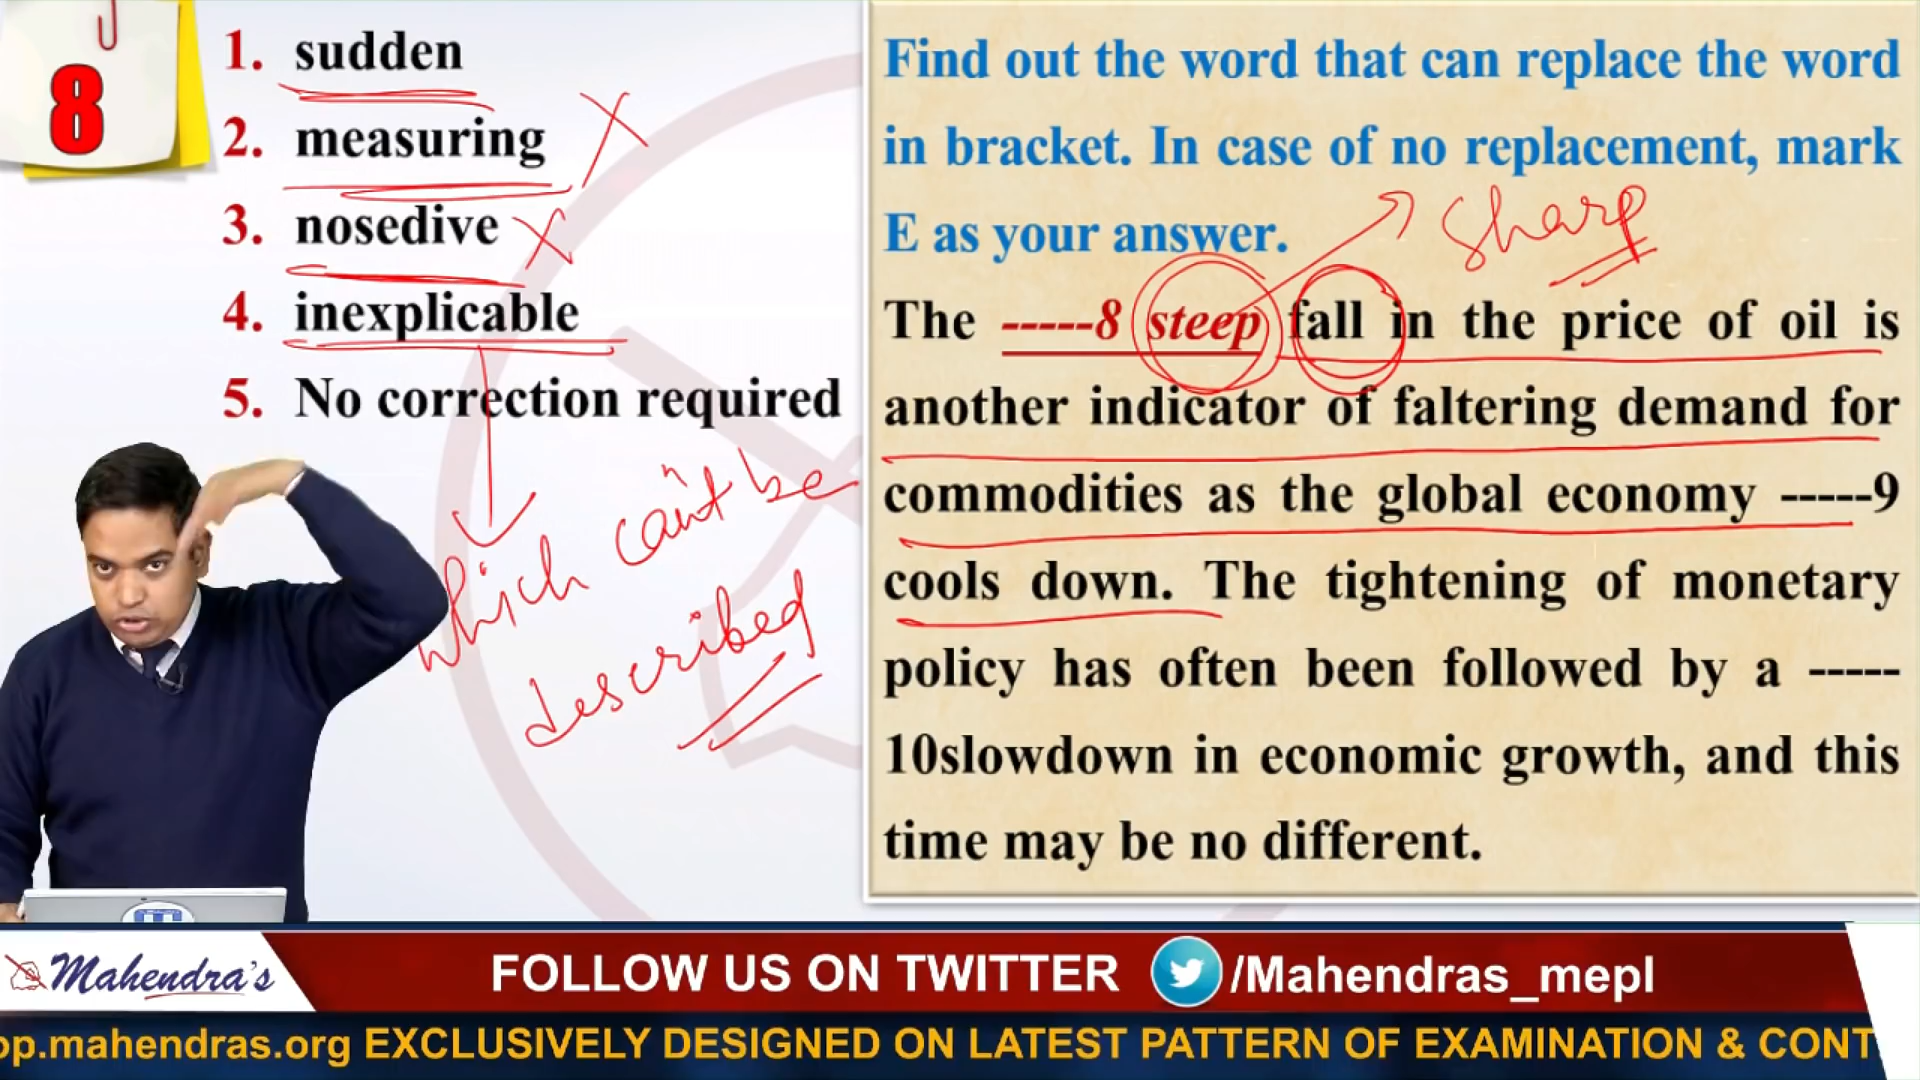 8
1. sudden
2. measuring
3. nosedive
4. inexplicable
5. No correction required
which can't be
described
Find out the word that can replace the word
in bracket. In case of no replacement, mark
E as your answer.
sharp
The -----8 steep fall in the price of oil is
another indicator of faltering demand for
commodities as the global economy -----9
cools down. The tightening of monetary
policy has often been followed by a -----
10slowdown in economic growth, and this
time may be no different.
Mahendra's
FOLLOW US ON TWITTER /Mahendras_mepl
op.mahendras.org EXCLUSIVELY DESIGNED ON LATEST PATTERN OF EXAMINATION & CONT